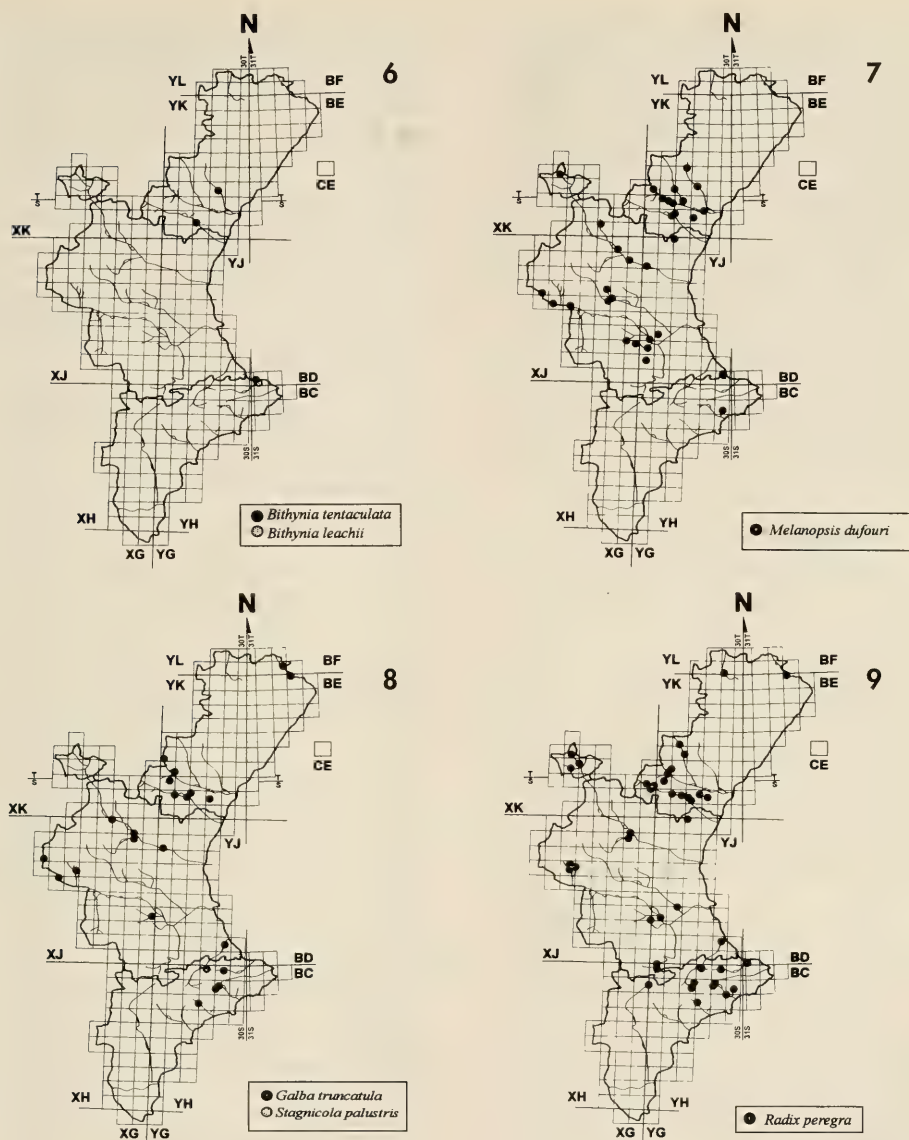 N
6
30T
31T
YL
BF
YK
BE
CE
T
S
T
S
XK
YJ
XJ
BD
BC
30S
31S
XH
YH
XG
YG
Bithynia tentaculata
Bithynia leachii
N
7
30T
31T
YL
BF
YK
BE
CE
T
S
T
S
XK
YJ
XJ
BD
BC
30S
31S
XH
YH
XG
YG
Melanopsis dufouri
N
8
30T
31T
YL
BF
YK
BE
CE
T
S
T
S
XK
YJ
XJ
BD
BC
30S
31S
XH
YH
XG
YG
Galba truncatula
Stagnicola palustris
N
9
30T
31T
YL
BF
YK
BE
CE
T
S
T
S
XK
YJ
XJ
BD
BC
30S
31S
XH
YH
XG
YG
Radix peregra